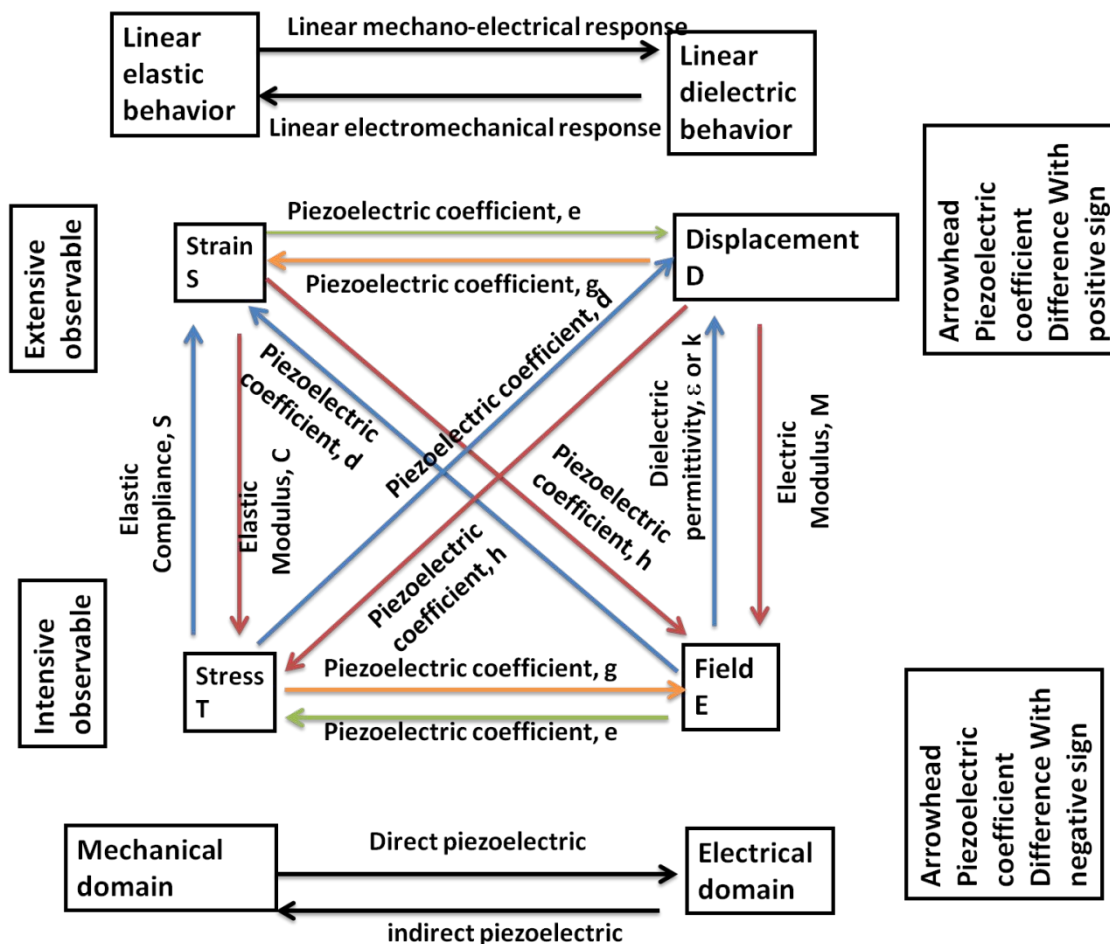 Linear
elastic
behavior
Linear mechano-electrical response
Linear electromechanical response
Linear
dielectric
behavior
Extensive
observable
Strain
S
Piezoelectric coefficient, e
Piezoelectric coefficient, g
Displacement
D
Arrowhead
Piezoelectric
coefficient
Difference With
positive sign
Elastic
Compliance, S
Elastic
Modulus, C
Piezoelectric
coefficient, d
Piezoelectric coefficient, d
Piezoelectric
coefficient, h
Piezoelectric
coefficient, h
Dielectric
permittivity, ε or k
Electric
Modulus, M
Intensive
observable
Stress
T
Piezoelectric coefficient, g
Piezoelectric coefficient, e
Field
E
Arrowhead
Piezoelectric
coefficient
Difference With
negative sign
Mechanical
domain
Direct piezoelectric
indirect piezoelectric
Electrical
domain